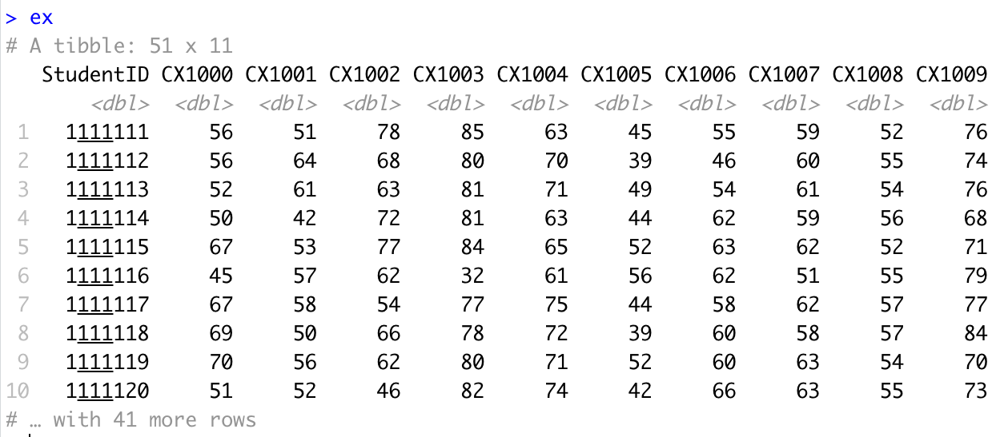 > ex
# A tibble: 51 x 11
StudentID CX1000 CX1001 CX1002 CX1003 CX1004 CX1005 CX1006 CX1007 CX1008 CX1009
<dbl> <dbl> <dbl> <dbl> <dbl> <dbl> <dbl> <dbl> <dbl> <dbl> <dbl>
1 1111111 56 51 78 85 63 45 55 59 52 76
2 1111112 56 64 68 80 70 39 46 60 55 74
3 1111113 52 61 63 81 71 49 54 61 54 76
4 1111114 50 42 72 81 63 44 62 59 56 68
5 1111115 67 53 77 84 65 52 63 62 52 71
6 1111116 45 57 62 32 61 56 62 51 55 79
7 1111117 67 58 54 77 75 44 58 62 57 77
8 1111118 69 50 66 78 72 39 60 58 57 84
9 1111119 70 56 62 80 71 52 60 63 54 70
10 1111120 51 52 46 82 74 42 66 63 55 73
# … with 41 more rows